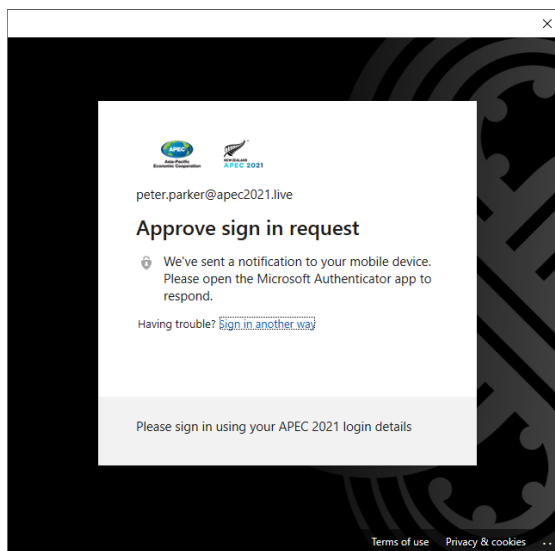 APEC
Asia-Pacific
Economic Cooperation
NEW ZEALAND
APEC 2021
peter.parker@apec2021.live
Approve sign in request
We've sent a notification to your mobile device.
Please open the Microsoft Authenticator app to
respond.
Having trouble? Sign in another way
Please sign in using your APEC 2021 login details
Terms of use Privacy & cookies ..